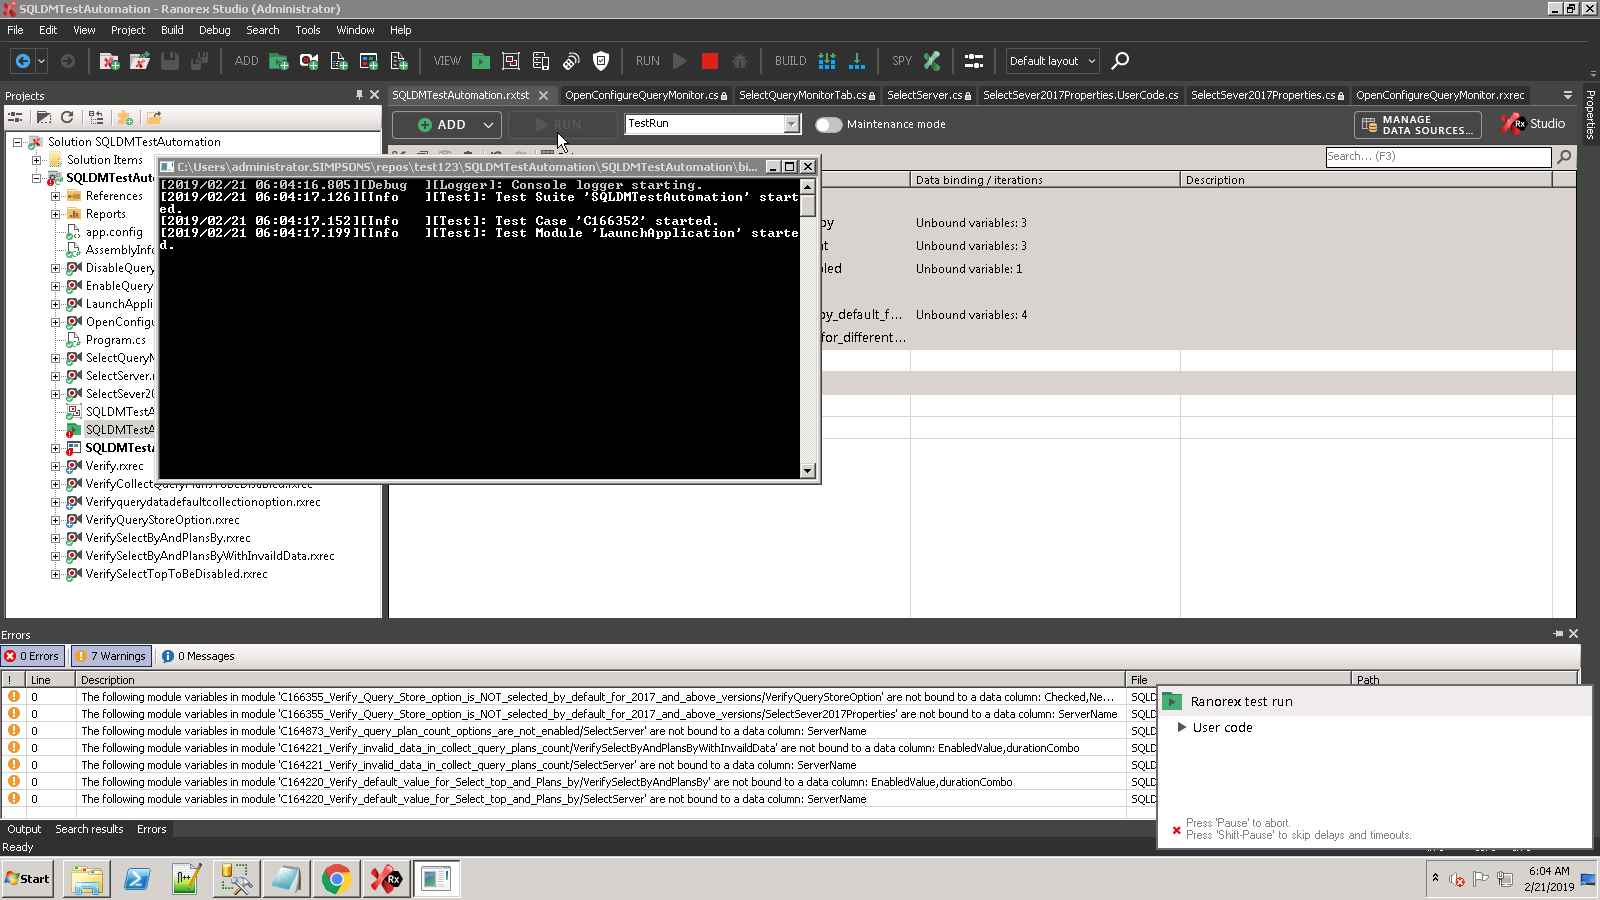 SQLDMTestAutomation - Ranorex Studio (Administrator)
File Edit View Project Build Debug Search Tools Window Help
ADD VIEW RUN BUILD SPY Default layout
Projects
SQLDMTestAutomation.rxtst OpenConfigureQueryMonitor.cs SelectQueryMonitorTab.cs SelectServer.cs SelectSever2017Properties.UserCode.cs SelectSever2017Properties.cs OpenConfigureQueryMonitor.rxrec
Properties
ADD RUN TestRun Maintenance mode MANAGE DATA SOURCES... Rx Studio
Search... (F3)
Solution SQLDMTestAutomation
Solution Items
SQLDMTestAuto
References
Reports
app.config
AssemblyInfo
DisableQuery
EnableQuery
LaunchAppli
OpenConfigu
Program.cs
SelectQueryM
SelectServer.r
SelectSever20
SQLDMTestA
SQLDMTestA
SQLDMTestA
Verify.rxrec
VerifyCollectQueryPlansToBeDisabled.rxrec
Verifyquerydatadefaultcollectionoption.rxrec
VerifyQueryStoreOption.rxrec
VerifySelectByAndPlansBy.rxrec
VerifySelectByAndPlansByWithInvaildData.rxrec
VerifySelectTopToBeDisabled.rxrec
C:\Users\administrator.SIMPSONS\repos\test123\SQLDMTestAutomation\SQLDMTestAutomation\bi...
[2019/02/21 06:04:16.805][Debug  ][Logger]: Console logger starting.
[2019/02/21 06:04:17.126][Info   ][Test]: Test Suite 'SQLDMTestAutomation' start
ed.
[2019/02/21 06:04:17.152][Info   ][Test]: Test Case 'C166352' started.
[2019/02/21 06:04:17.199][Info   ][Test]: Test Module 'LaunchApplication' starte
d.
Data binding / iterations Description
by Unbound variables: 3
t Unbound variables: 3
led Unbound variable: 1
by_default_f... Unbound variables: 4
for_different...
Errors
0 Errors 7 Warnings 0 Messages
! Line Description File Path
0 The following module variables in module 'C166355_Verify_Query_Store_option_is_NOT_selected_by_default_for_2017_and_above_versions/VerifyQueryStoreOption' are not bound to a data column: Checked,Ne... SQLD
0 The following module variables in module 'C166355_Verify_Query_Store_option_is_NOT_selected_by_default_for_2017_and_above_versions/SelectSever2017Properties' are not bound to a data column: ServerName SQLD
0 The following module variables in module 'C164873_Verify_query_plan_count_options_are_not_enabled/SelectServer' are not bound to a data column: ServerName SQLD
0 The following module variables in module 'C164221_Verify_invalid_data_in_collect_query_plans_count/VerifySelectByAndPlansByWithInvaildData' are not bound to a data column: EnabledValue,durationCombo SQLD
0 The following module variables in module 'C164221_Verify_invalid_data_in_collect_query_plans_count/SelectServer' are not bound to a data column: ServerName SQLD
0 The following module variables in module 'C164220_Verify_default_value_for_Select_top_and_Plans_by/VerifySelectByAndPlansBy' are not bound to a data column: EnabledValue,durationCombo SQLD
0 The following module variables in module 'C164220_Verify_default_value_for_Select_top_and_Plans_by/SelectServer' are not bound to a data column: ServerName SQLD
Ranorex test run
User code
Press 'Pause' to abort.
Press 'Shift-Pause' to skip delays and timeouts.
Output Search results Errors
Ready
Start
Rx
6:04 AM
2/21/2019